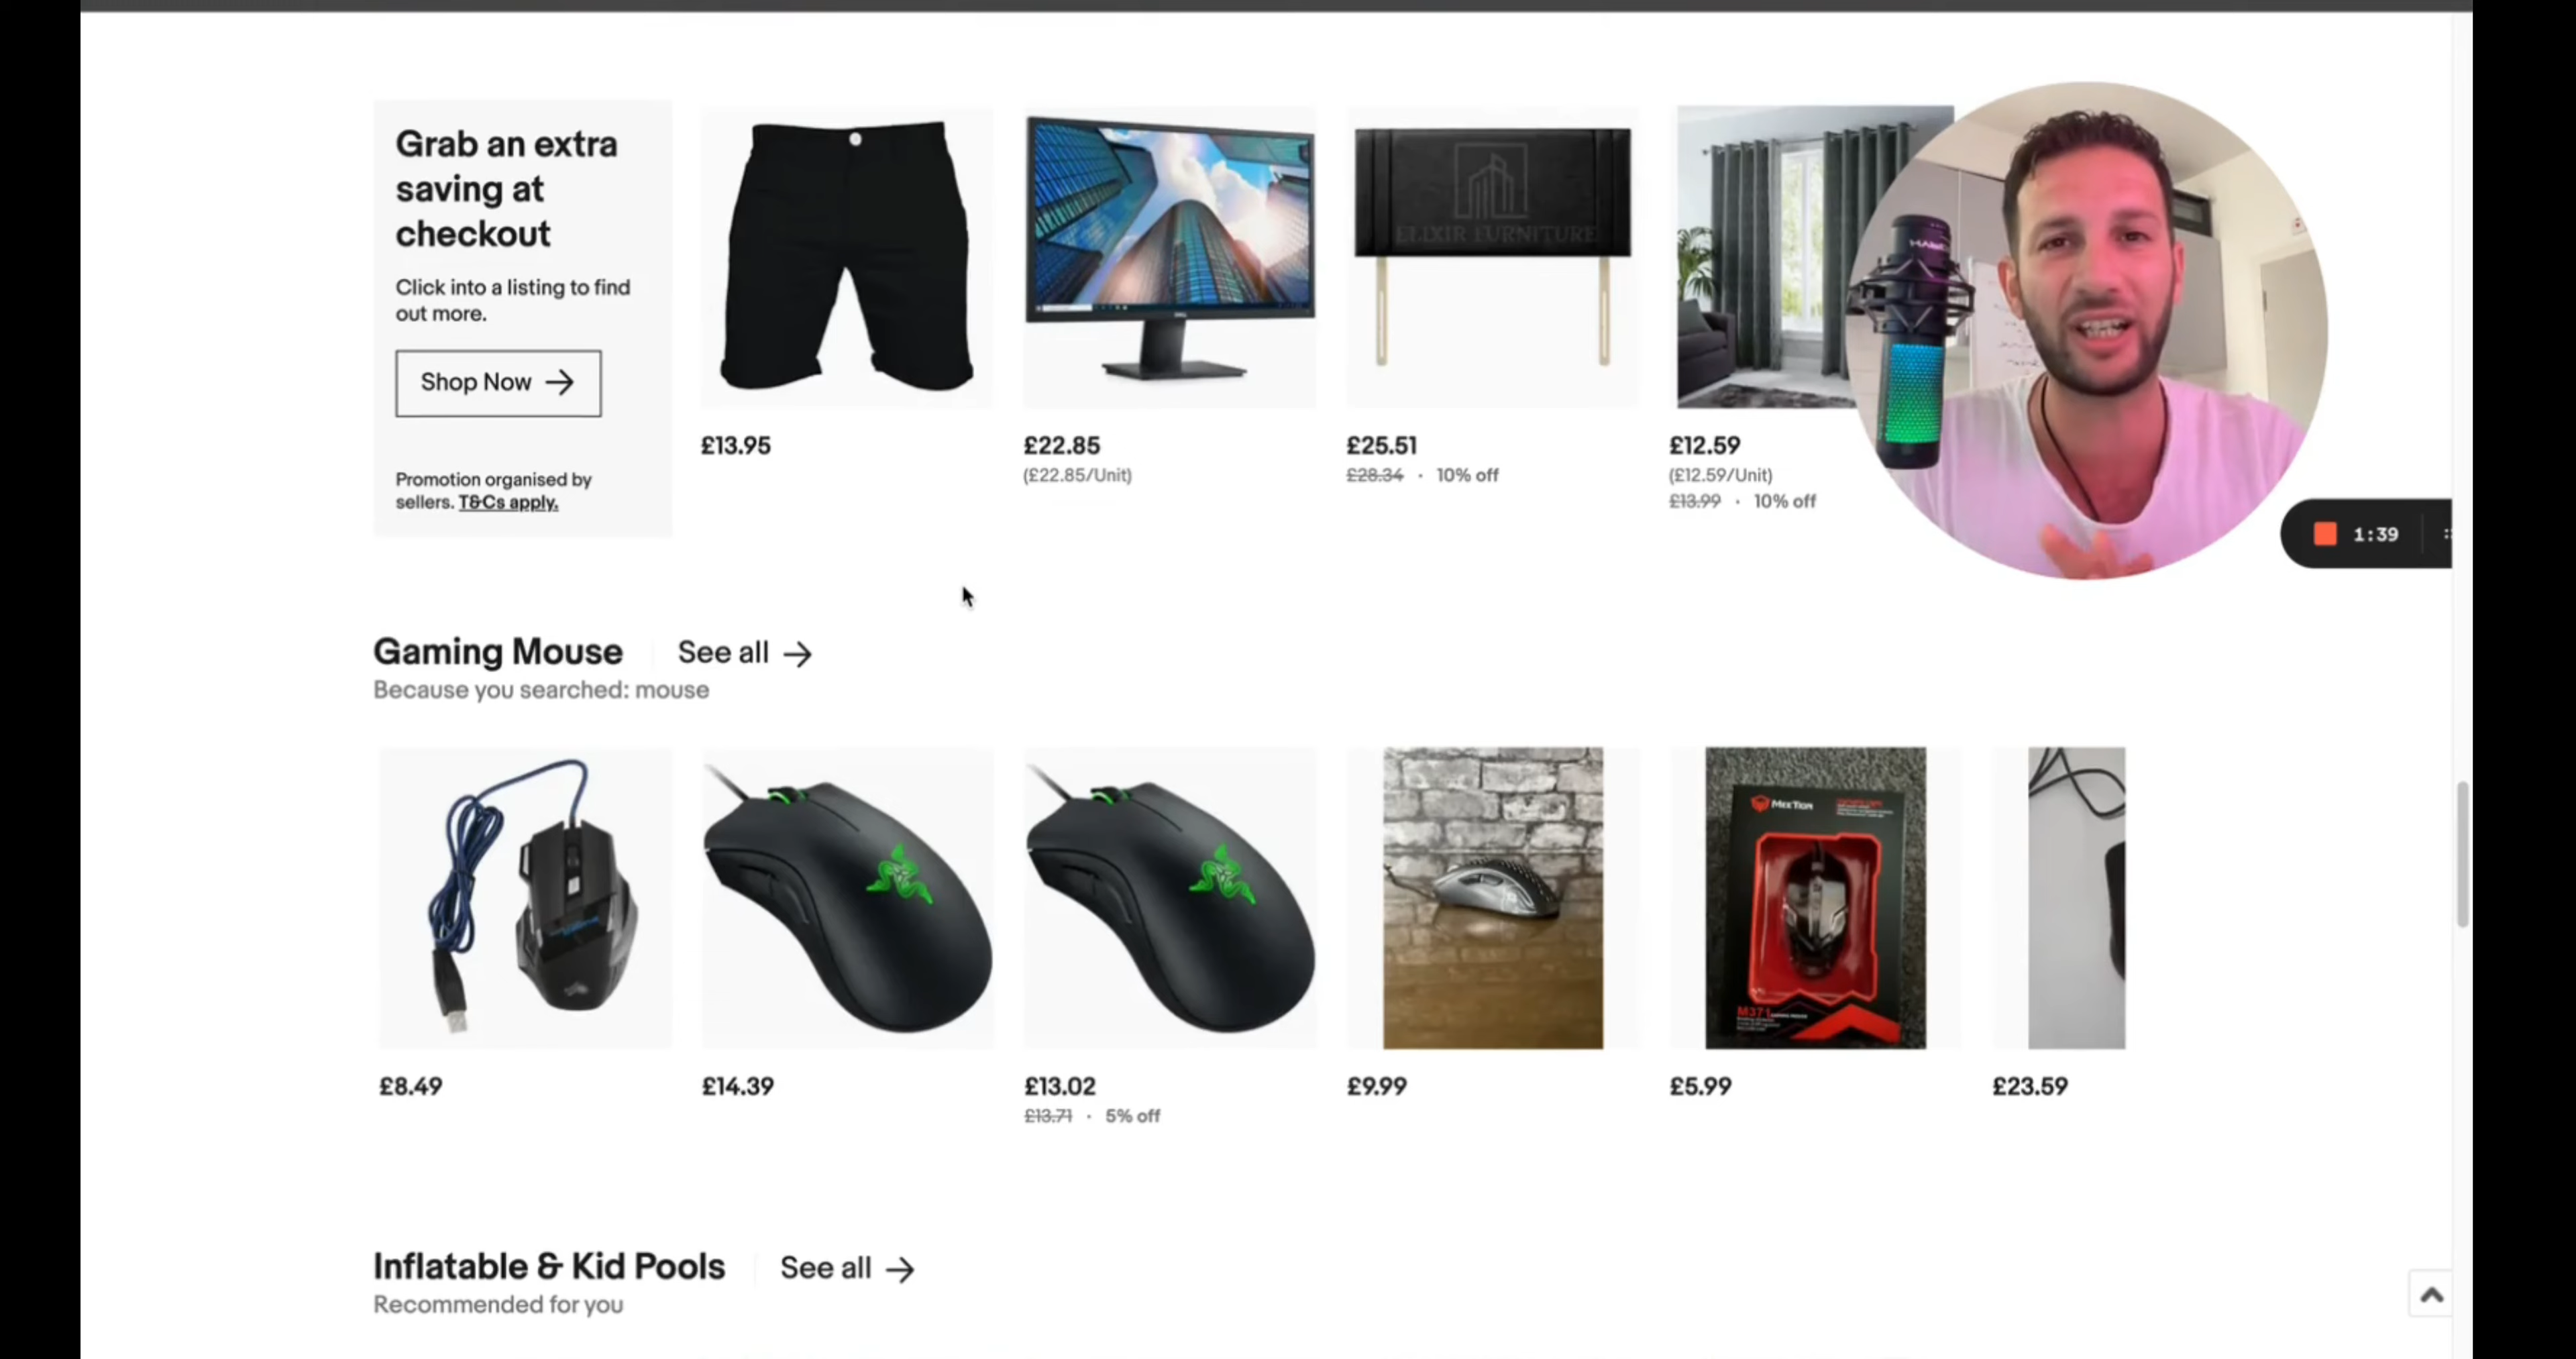 Grab an extra
saving at
checkout
Click into a listing to find
out more.
Shop Now
Promotion organised by
sellers. T&Cs apply.
ELIXIR FURNITURE
£13.95
£22.85
(£22.85/Unit)
£25.51
£28.34 · 10% off
£12.59
(£12.59/Unit)
£13.99 · 10% off
1:39
Gaming Mouse
See all
Because you searched: mouse
MEETION
M371
£8.49
£14.39
£13.02
£13.71 · 5% off
£9.99
£5.99
£23.59
Inflatable & Kid Pools
See all
Recommended for you